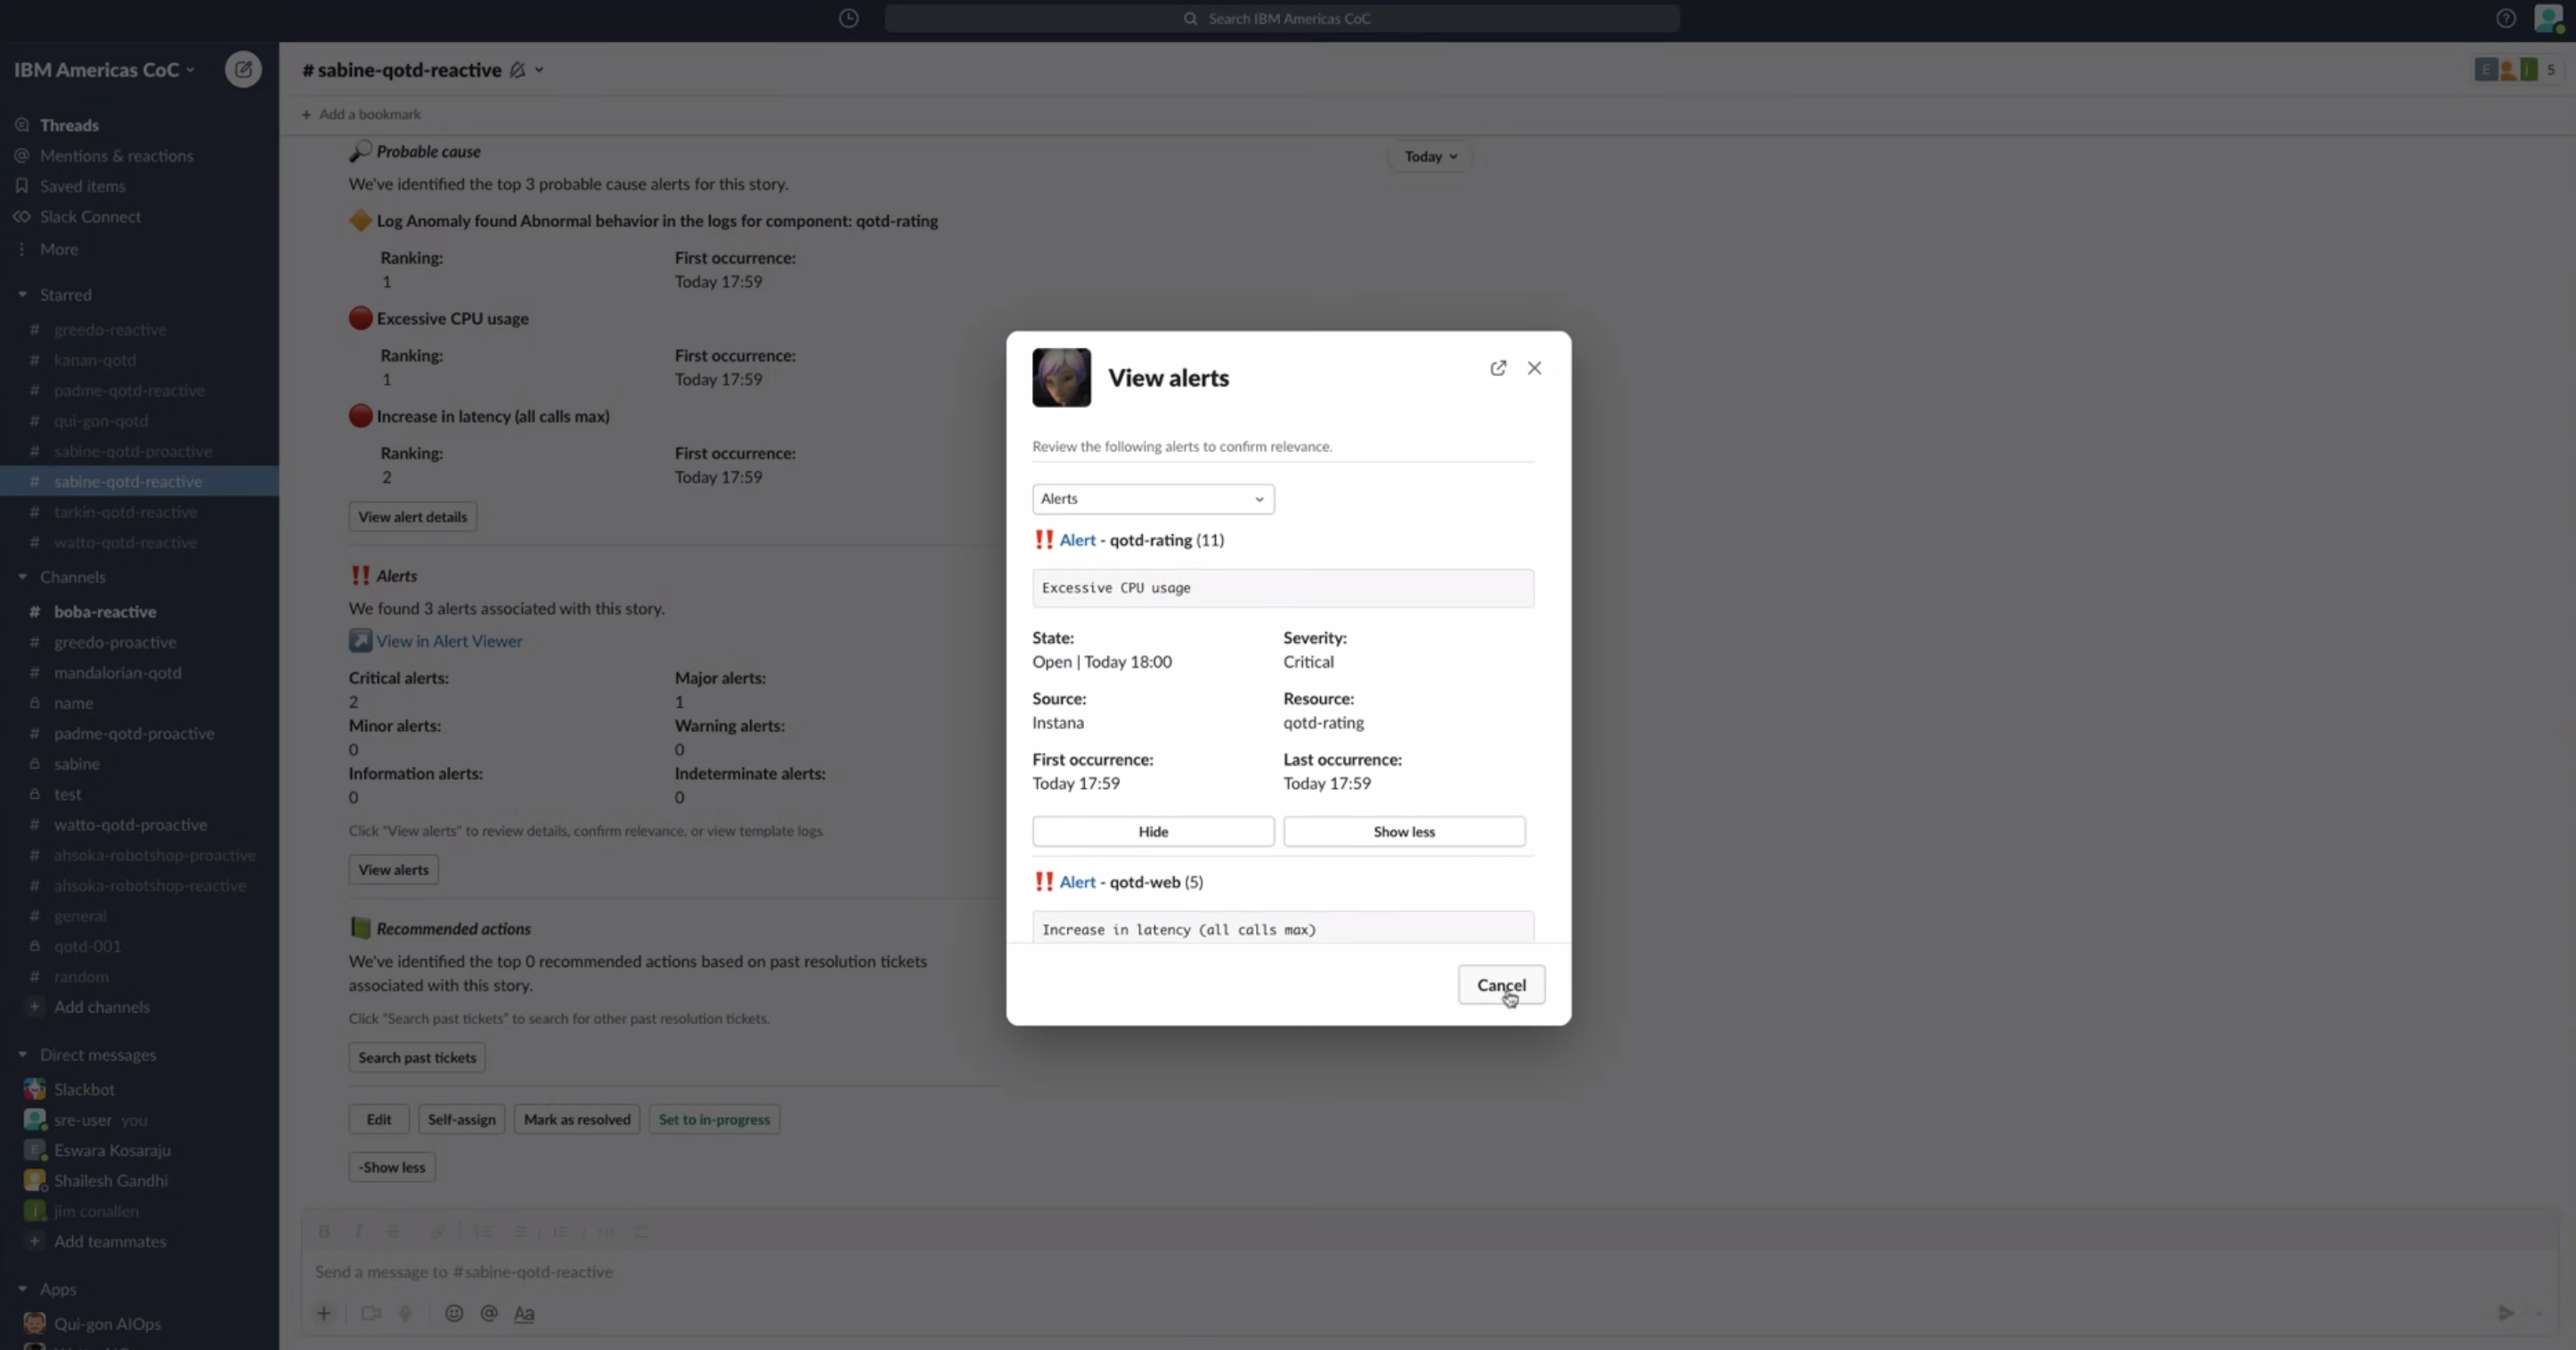 Search IBM Americas CoC
IBM Americas CoC
Threads
Mentions & reactions
Saved items
Slack Connect
More
Starred
# greedo-reactive
# kanan-qotd
# padme-qotd-reactive
# qui-gon-qotd
# sabine-qotd-proactive
# sabine-qotd-reactive
# tarkin-qotd-reactive
# watto-qotd-reactive
Channels
# boba-reactive
# greedo-proactive
# mandalorian-qotd
name
# padme-qotd-proactive
sabine
test
# watto-qotd-proactive
# ahsoka-robotshop-proactive
# ahsoka-robotshop-reactive
# general
qotd-001
# random
+ Add channels
Direct messages
Slackbot
sre-user you
E Eswara Kosaraju
Shailesh Gandhi
j jim conallen
+ Add teammates
Apps
Qui-gon AIOps
# sabine-qotd-reactive
E j 5
+ Add a bookmark
Today
Probable cause
We've identified the top 3 probable cause alerts for this story.
Log Anomaly found Abnormal behavior in the logs for component: qotd-rating
Ranking: First occurrence:
1 Today 17:59
Excessive CPU usage
Ranking: First occurrence:
1 Today 17:59
Increase in latency (all calls max)
Ranking: First occurrence:
2 Today 17:59
View alert details
Alerts
We found 3 alerts associated with this story.
View in Alert Viewer
Critical alerts: Major alerts:
2 1
Minor alerts: Warning alerts:
0 0
Information alerts: Indeterminate alerts:
0 0
Click "View alerts" to review details, confirm relevance, or view template logs.
View alerts
Recommended actions
We've identified the top 0 recommended actions based on past resolution tickets
associated with this story.
Click "Search past tickets" to search for other past resolution tickets.
Search past tickets
Edit Self-assign Mark as resolved Set to in-progress
-Show less
B I S
Send a message to #sabine-qotd-reactive
+ @ Aa
View alerts
Review the following alerts to confirm relevance.
Alerts
‼ Alert - qotd-rating (11)
Excessive CPU usage
State: Severity:
Open | Today 18:00 Critical
Source: Resource:
Instana qotd-rating
First occurrence: Last occurrence:
Today 17:59 Today 17:59
Hide Show less
‼ Alert - qotd-web (5)
Increase in latency (all calls max)
Cancel